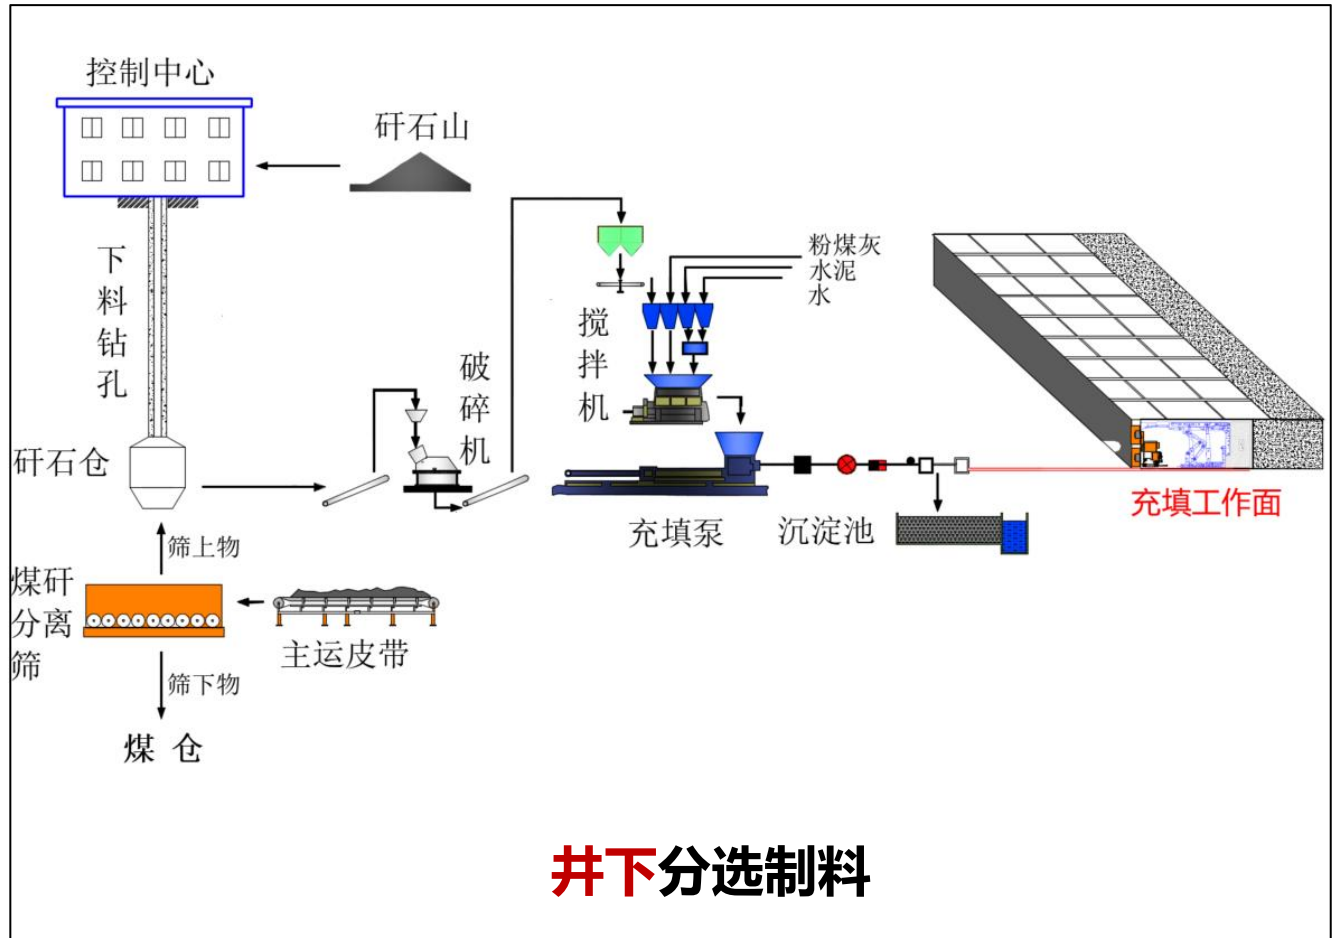 控制中心
矸石山
下料钻孔
粉煤灰
水泥
水
搅拌机
破碎机
矸石仓
充填工作面
充填泵
沉淀池
筛上物
煤矸分离筛
主运皮带
筛下物
煤 仓
井下分选制料